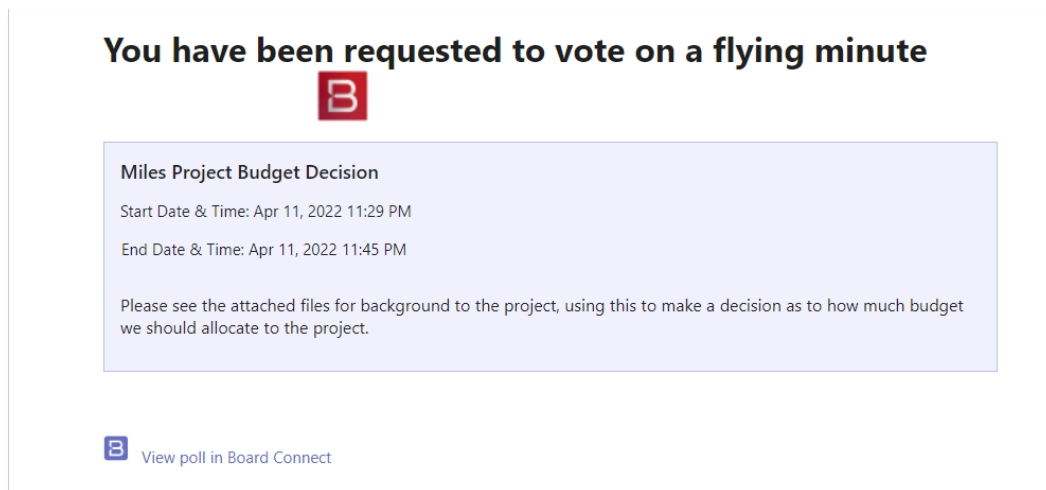 You have been requested to vote on a flying minute
B
Miles Project Budget Decision
Start Date & Time: Apr 11, 2022 11:29 PM
End Date & Time: Apr 11, 2022 11:45 PM
Please see the attached files for background to the project, using this to make a decision as to how much budget
we should allocate to the project.
B View poll in Board Connect